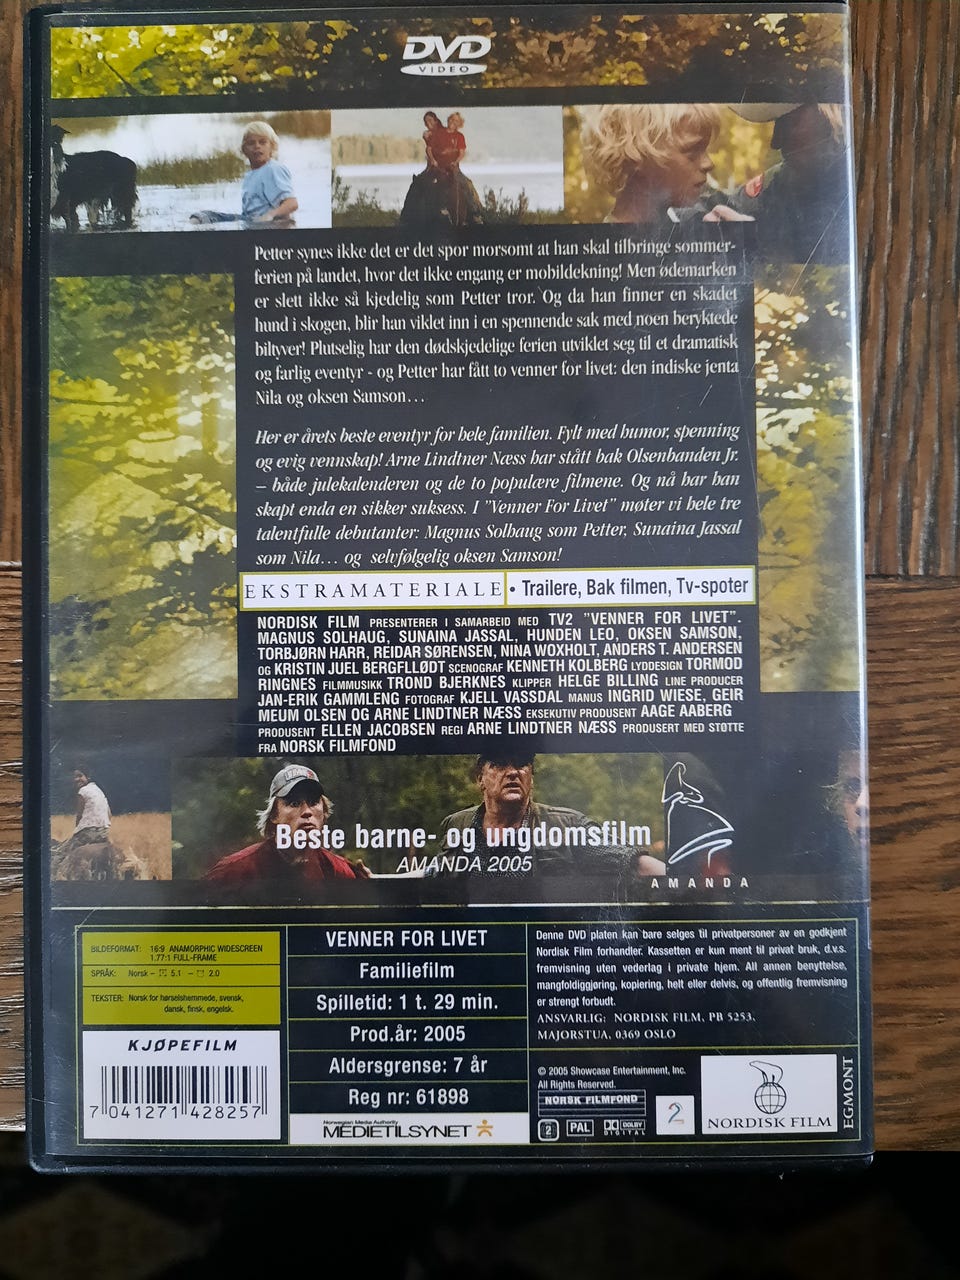 DVD
VIDEO
Petter synes ikke det er det spor morsomt at han skal tilbringe sommer-
ferien på landet, hvor det ikke engang er mobildekning! Men ødemarken
er slett ikke så kjedelig som Petter tror. Og da han finner en skadet
hund i skogen, blir han viklet inn i en spennende sak med noen beryktede
biltyver! Plutselig har den dødskjedelige ferien utviklet seg til et dramatisk
og farlig eventyr - og Petter har fått to venner for livet: den indiske jenta
Nila og oksen Samson...
Her er årets beste eventyr for hele familien. Fylt med humor, spenning
og evig vennskap! Arne Lindtner Næss har stått bak Olsenbanden Jr.
– både julekalenderen og de to populære filmene. Og nå har han
skapt enda en sikker suksess. I "Venner For Livet" møter vi hele tre
talentfulle debutanter: Magnus Solhaug som Petter, Sunaina Jassal
som Nila... og selvfølgelig oksen Samson!
EKSTRAMATERIALE • Trailere, Bak filmen, Tv-spoter
NORDISK FILM PRESENTERER I SAMARBEID MED TV2 "VENNER FOR LIVET".
MAGNUS SOLHAUG, SUNAINA JASSAL, HUNDEN LEO, OKSEN SAMSON,
TORBJØRN HARR, REIDAR SØRENSEN, NINA WOXHOLT, ANDERS T. ANDERSEN
OG KRISTIN JUEL BERGFLLØDT SCENOGRAF KENNETH KOLBERG LYDDESIGN TORMOD
RINGNES FILMMUSIKK TROND BJERKNES KLIPPER HELGE BILLING LINE PRODUCER
JAN-ERIK GAMMLENG FOTOGRAF KJELL VASSDAL MANUS INGRID WIESE, GEIR
MEUM OLSEN OG ARNE LINDTNER NÆSS EKSEKUTIV PRODUSENT AAGE AABERG
PRODUSENT ELLEN JACOBSEN REGI ARNE LINDTNER NÆSS PRODUSERT MED STØTTE
FRA NORSK FILMFOND
Beste barne- og ungdomsfilm
AMANDA 2005
AMANDA
BILDEFORMAT: 16:9 ANAMORPHIC WIDESCREEN
1.77:1 FULL-FRAME
SPRÅK: Norsk – 5.1 – 2.0
TEKSTER: Norsk for hørselshemmede, svensk,
dansk, finsk, engelsk.
KJØPEFILM
7 041271 428257
VENNER FOR LIVET
Familiefilm
Spilletid: 1 t. 29 min.
Prod.år: 2005
Aldersgrense: 7 år
Reg nr: 61898
Norwegian Media Authority
MEDIETILSYNET
Denne DVD platen kan bare selges til privatpersoner av en godkjent
Nordisk Film forhandler. Kassetten er kun ment til privat bruk, d.v.s.
fremvisning uten vederlag i private hjem. All annen benyttelse,
mangfoldiggjøring, kopiering, helt eller delvis, og offentlig fremvisning
er strengt forbudt.
ANSVARLIG: NORDISK FILM, PB 5253,
MAJORSTUA, 0369 OSLO
© 2005 Showcase Entertainment, Inc.
All Rights Reserved.
NORSK FILMFOND
2 PAL DOLBY
DIGITAL
2
NORDISK FILM
EGMONT